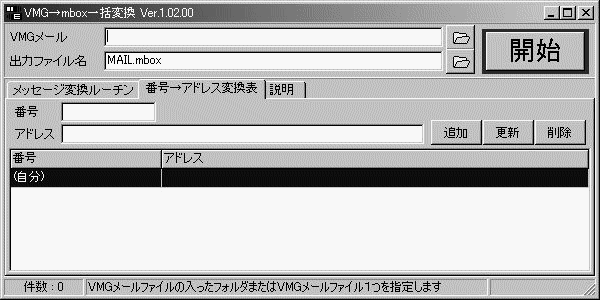 VMG→mbox一括変換 Ver.1.02.00
VMGメール
出力ファイル名 MAIL.mbox
開始
メッセージ変換ルーチン 番号→アドレス変換表 説明
番号
アドレス 追加 更新 削除
番号 アドレス
(自分)
件数：0 VMGメールファイルの入ったフォルダまたはVMGメールファイル1つを指定します